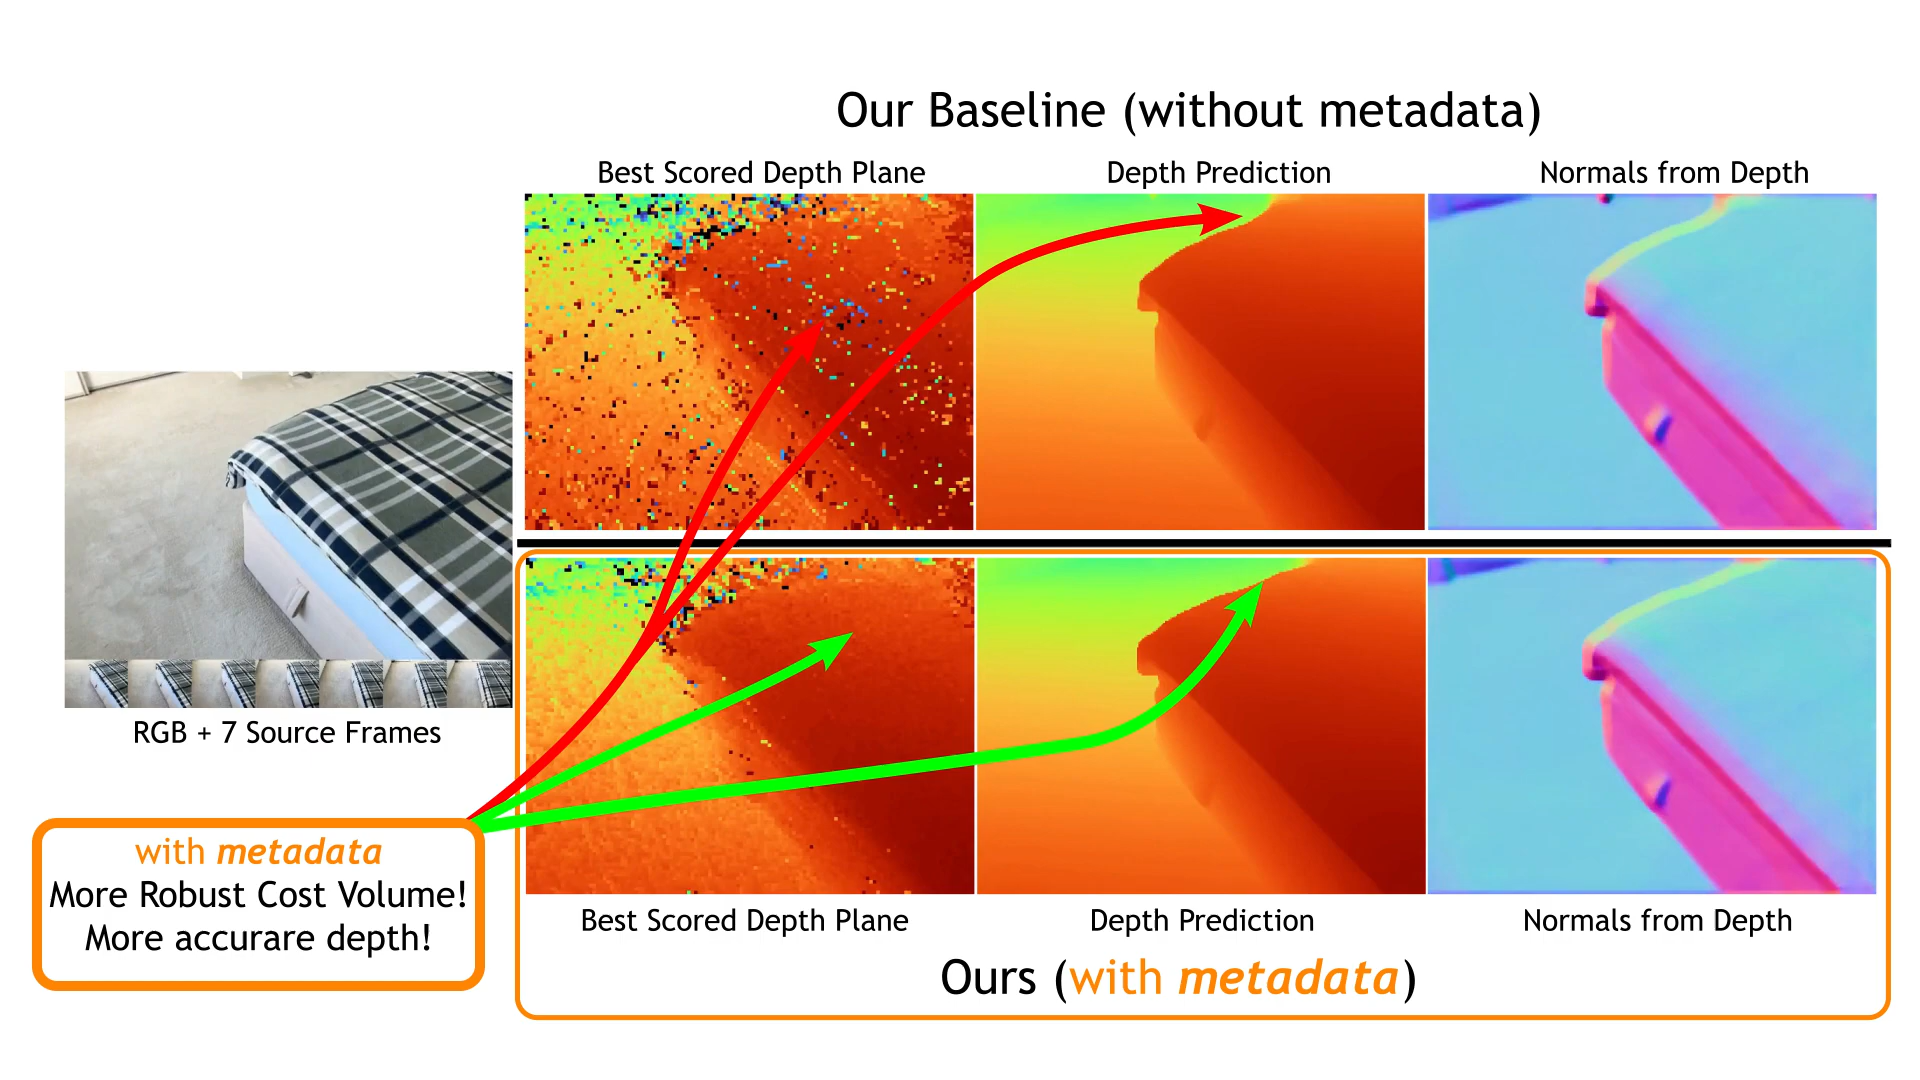 Our Baseline (without metadata)
Best Scored Depth Plane
Depth Prediction
Normals from Depth
RGB + 7 Source Frames
with metadata
More Robust Cost Volume!
More accurare depth!
Best Scored Depth Plane
Depth Prediction
Normals from Depth
Ours (with metadata)